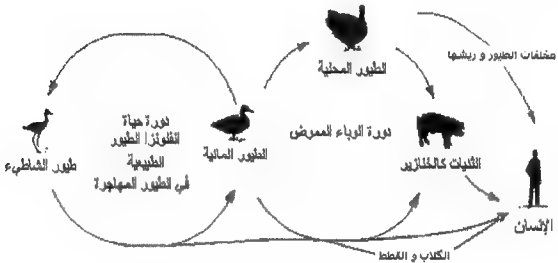 الطيور المحلية
مخلفات الطيور و ريشها
دورة حياة
انفلونزا الطيور
الطبيعية
في الطيور المهاجرة
طيور الشاطيء
الطيور المائية
دورة الوباء الممرض
الثديات كالخنازير
الإنسان
الكلاب و القطط